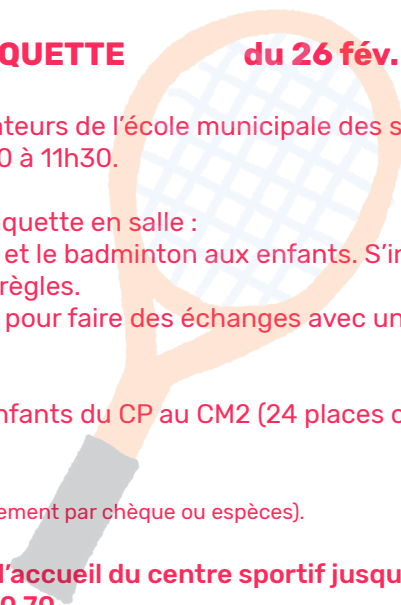 QUETTE du 26 fév.
ateurs de l'école municipale des s
0 à 11h30.
quette en salle :
et le badminton aux enfants. S'in
règles.
pour faire des échanges avec un
nfants du CP au CM2 (24 places d
ement par chèque ou espèces).
l'accueil du centre sportif jusqu